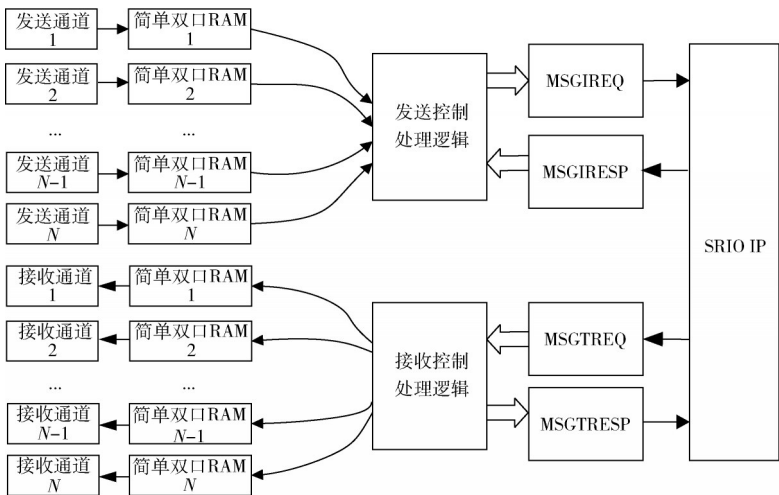 发送通道
1
简单双口RAM
1
发送通道
2
简单双口RAM
2
...
...
发送通道
N-1
简单双口RAM
N-1
发送通道
N
简单双口RAM
N
发送控制
处理逻辑
MSGIREQ
MSGIRESP
SRIO IP
接收通道
1
简单双口RAM
1
接收通道
2
简单双口RAM
2
...
...
接收通道
N-1
简单双口RAM
N-1
接收通道
N
简单双口RAM
N
接收控制
处理逻辑
MSGTREQ
MSGTRESP